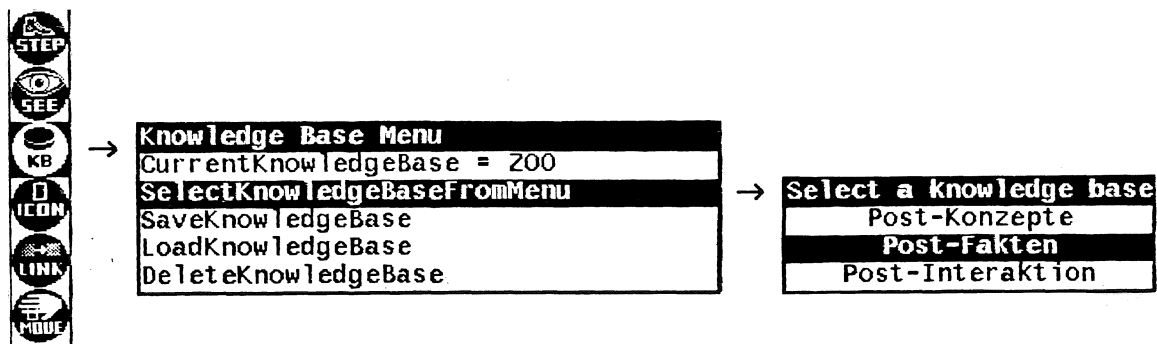 STEP
SEE
KB
ICON
LINK
MOVE
→
Knowledge Base Menu
CurrentKnowledgeBase = ZOO
SelectKnowledgeBaseFromMenu
SaveKnowledgeBase
LoadKnowledgeBase
DeleteKnowledgeBase
→
Select a knowledge base
Post-Konzepte
Post-Fakten
Post-Interaktion